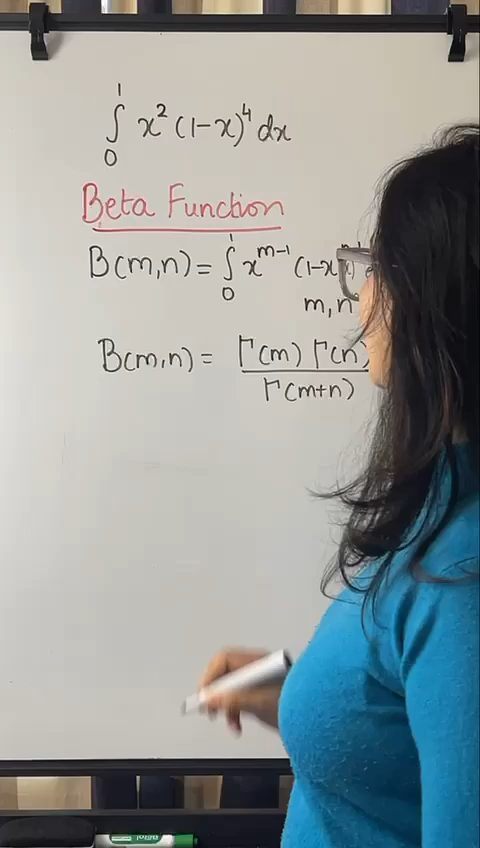 ∫₀¹ x² (1-x)⁴ dx
Beta Function
B(m,n) = ∫₀¹ x^(m-1) (1-x
m, n
B(m,n) = Γ(m) Γ(n) / Γ(m+n)